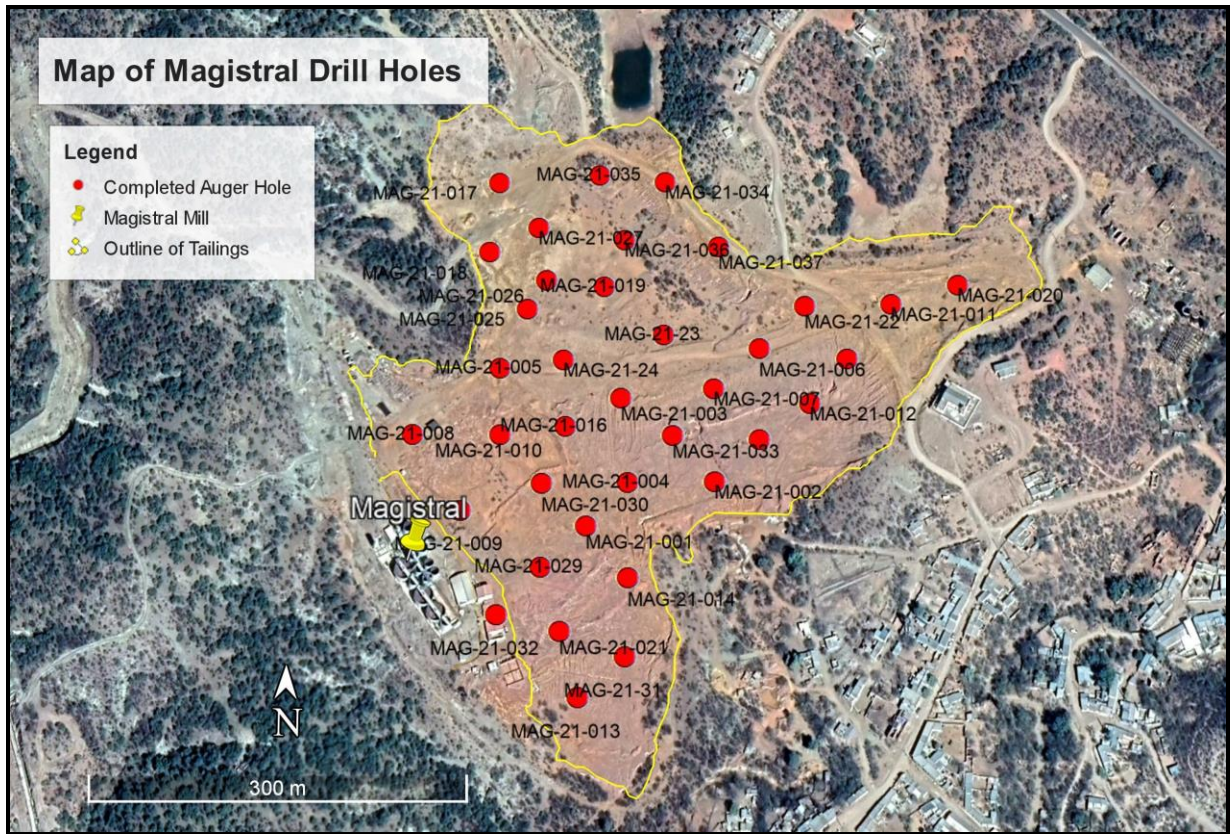 Map of Magistral Drill Holes
Legend
Completed Auger Hole
Magistral Mill
Outline of Tailings
MAG-21-017
MAG-21-035
MAG-21-034
MAG-21-027
MAG-21-036
MAG-21-037
MAG-21-018
MAG-21-026
MAG-21-019
MAG-21-020
MAG-21-025
MAG-21-22
MAG-21-011
MAG-21-23
MAG-21-005
MAG-21-24
MAG-21-006
MAG-21-003
MAG-21-007
MAG-21-012
MAG-21-008
MAG-21-010
MAG-21-016
MAG-21-033
MAG-21-004
MAG-21-002
MAG-21-030
Magistral
MAG-21-009
MAG-21-001
MAG-21-029
MAG-21-014
MAG-21-032
MAG-21-021
MAG-21-31
MAG-21-013
N
300 m